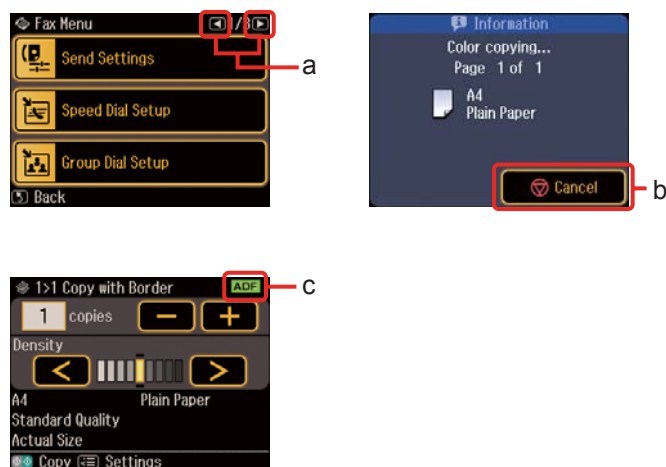 Fax Menu 1/3
Send Settings
Speed Dial Setup
Group Dial Setup
Back
a
Information
Color copying...
Page 1 of 1
A4
Plain Paper
Cancel
b
1>1 Copy with Border ADF
1 copies - +
Density
< >
A4 Plain Paper
Standard Quality
Actual Size
Copy Settings
c